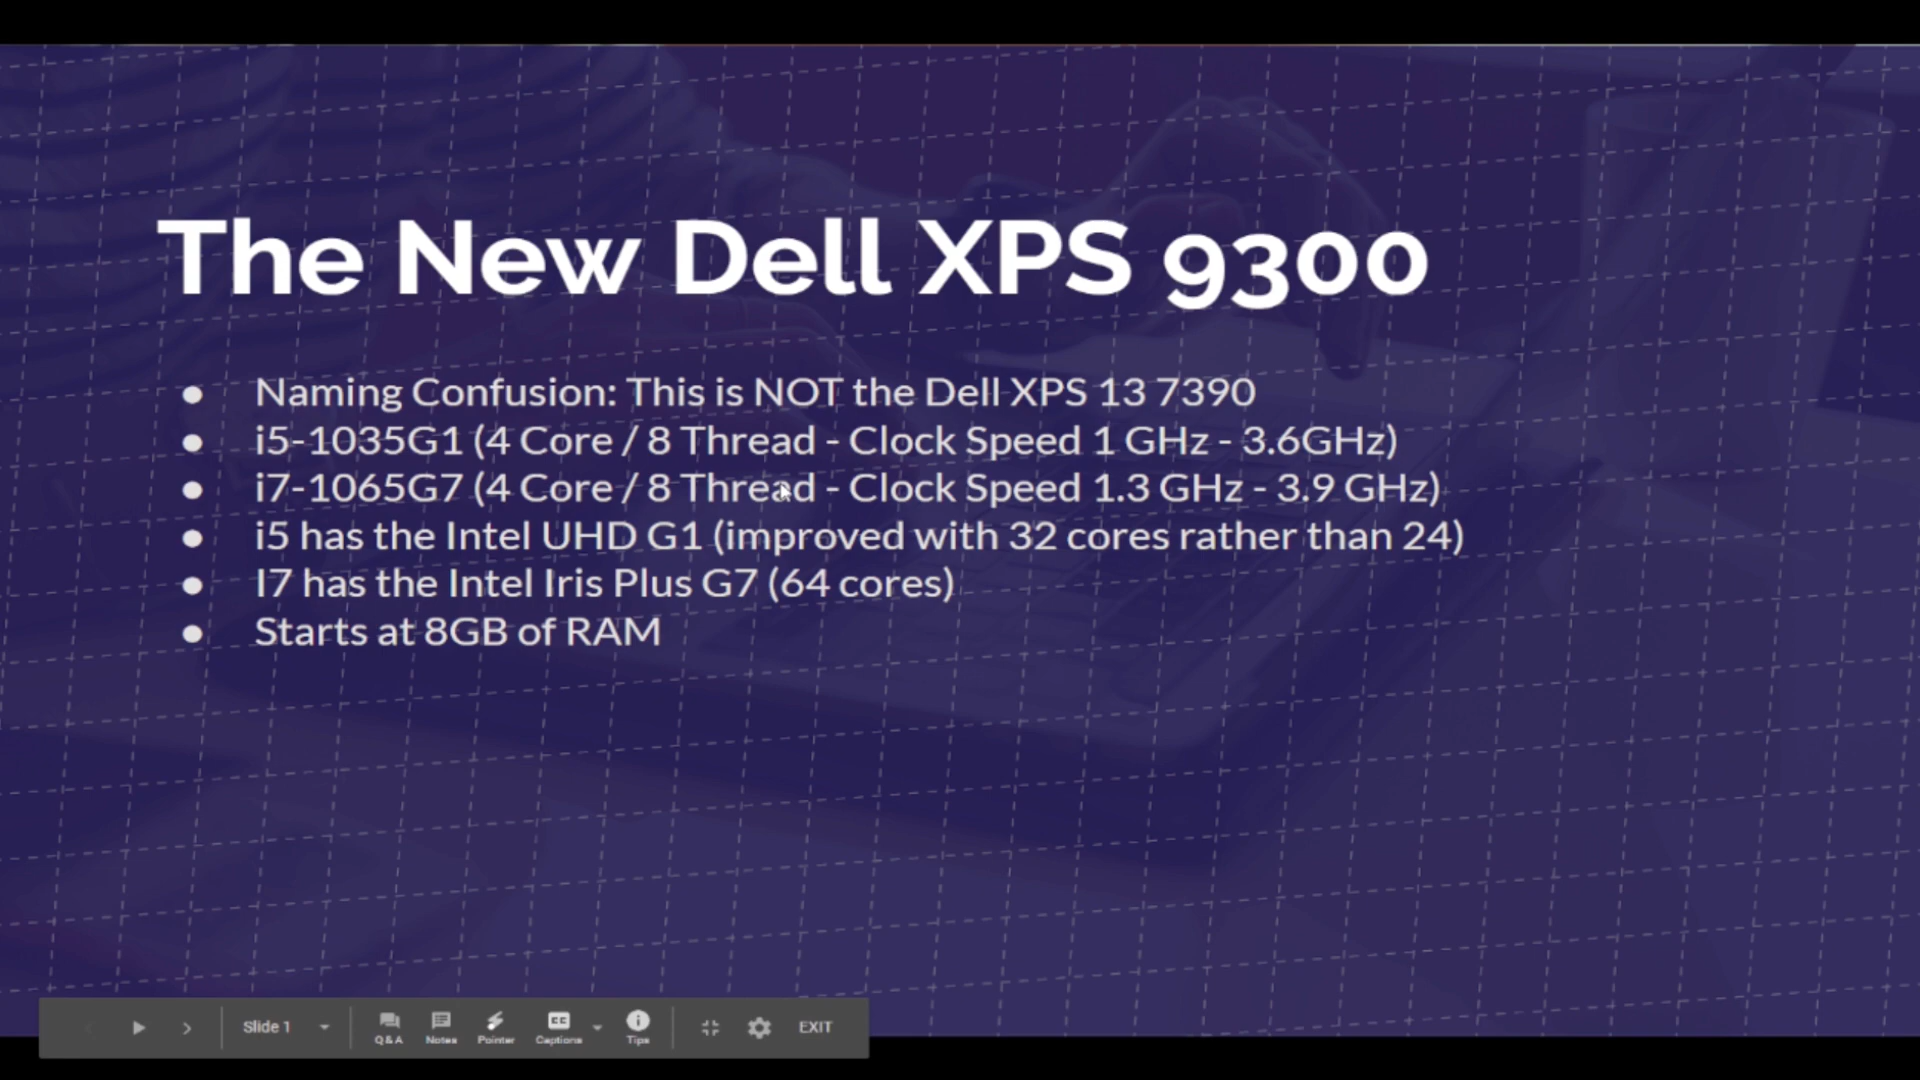 The New Dell XPS 9300
● Naming Confusion: This is NOT the Dell XPS 13 7390
● i5-1035G1 (4 Core / 8 Thread - Clock Speed 1 GHz - 3.6GHz)
● i7-1065G7 (4 Core / 8 Thread - Clock Speed 1.3 GHz - 3.9 GHz)
● i5 has the Intel UHD G1 (improved with 32 cores rather than 24)
● I7 has the Intel Iris Plus G7 (64 cores)
● Starts at 8GB of RAM
Slide 1 Q&A Notes Pointer CC Captions Tips EXIT